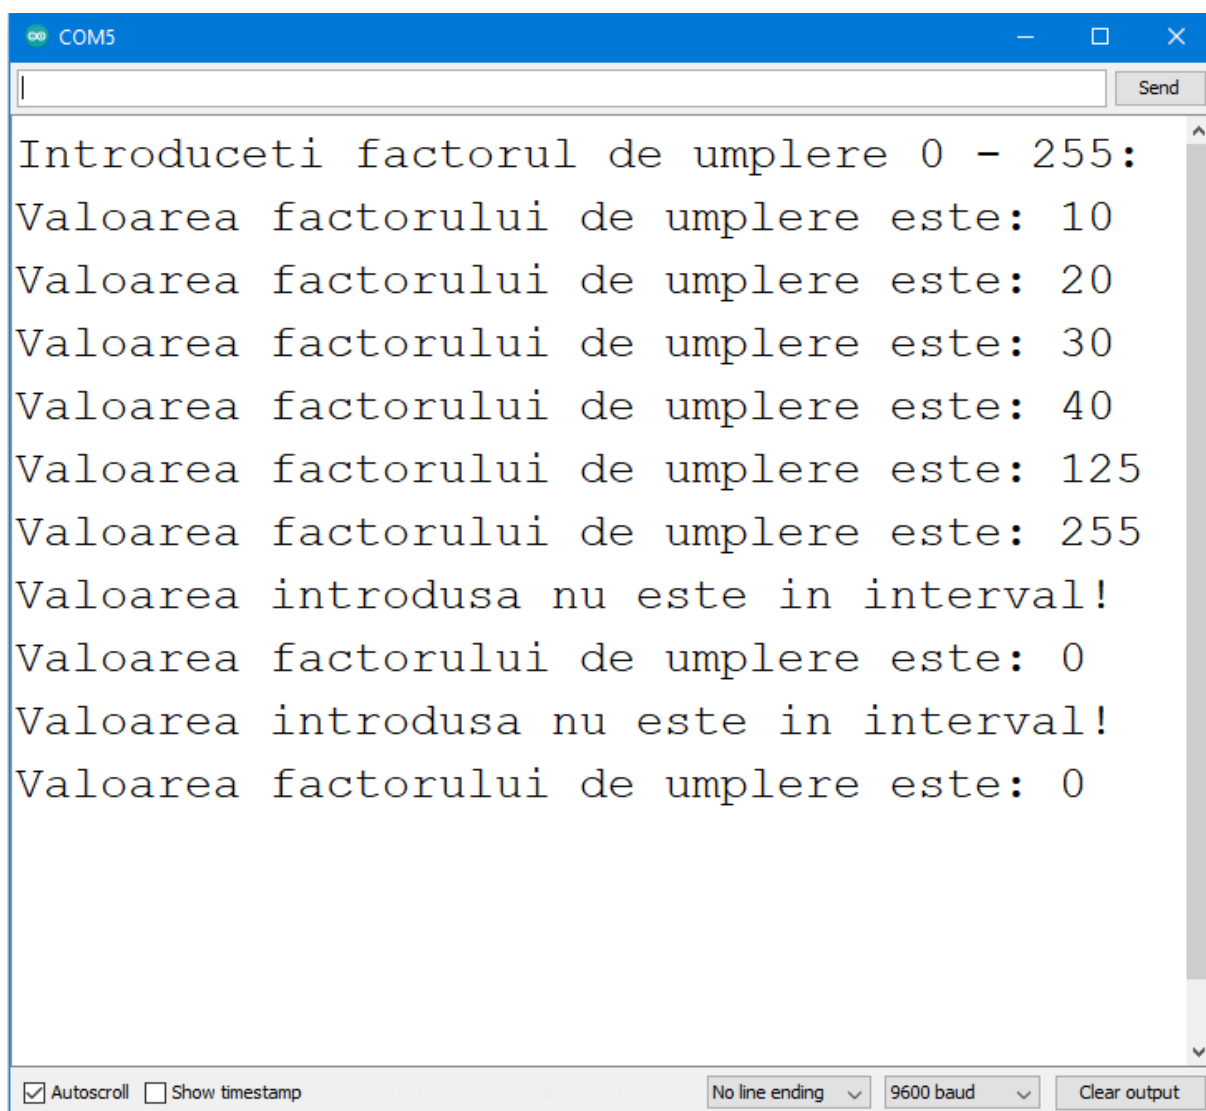 COM5
Send
Introduceti factorul de umplere 0 - 255:
Valoarea factorului de umplere este: 10
Valoarea factorului de umplere este: 20
Valoarea factorului de umplere este: 30
Valoarea factorului de umplere este: 40
Valoarea factorului de umplere este: 125
Valoarea factorului de umplere este: 255
Valoarea introdusa nu este in interval!
Valoarea factorului de umplere este: 0
Valoarea introdusa nu este in interval!
Valoarea factorului de umplere este: 0
Autoscroll Show timestamp No line ending 9600 baud Clear output